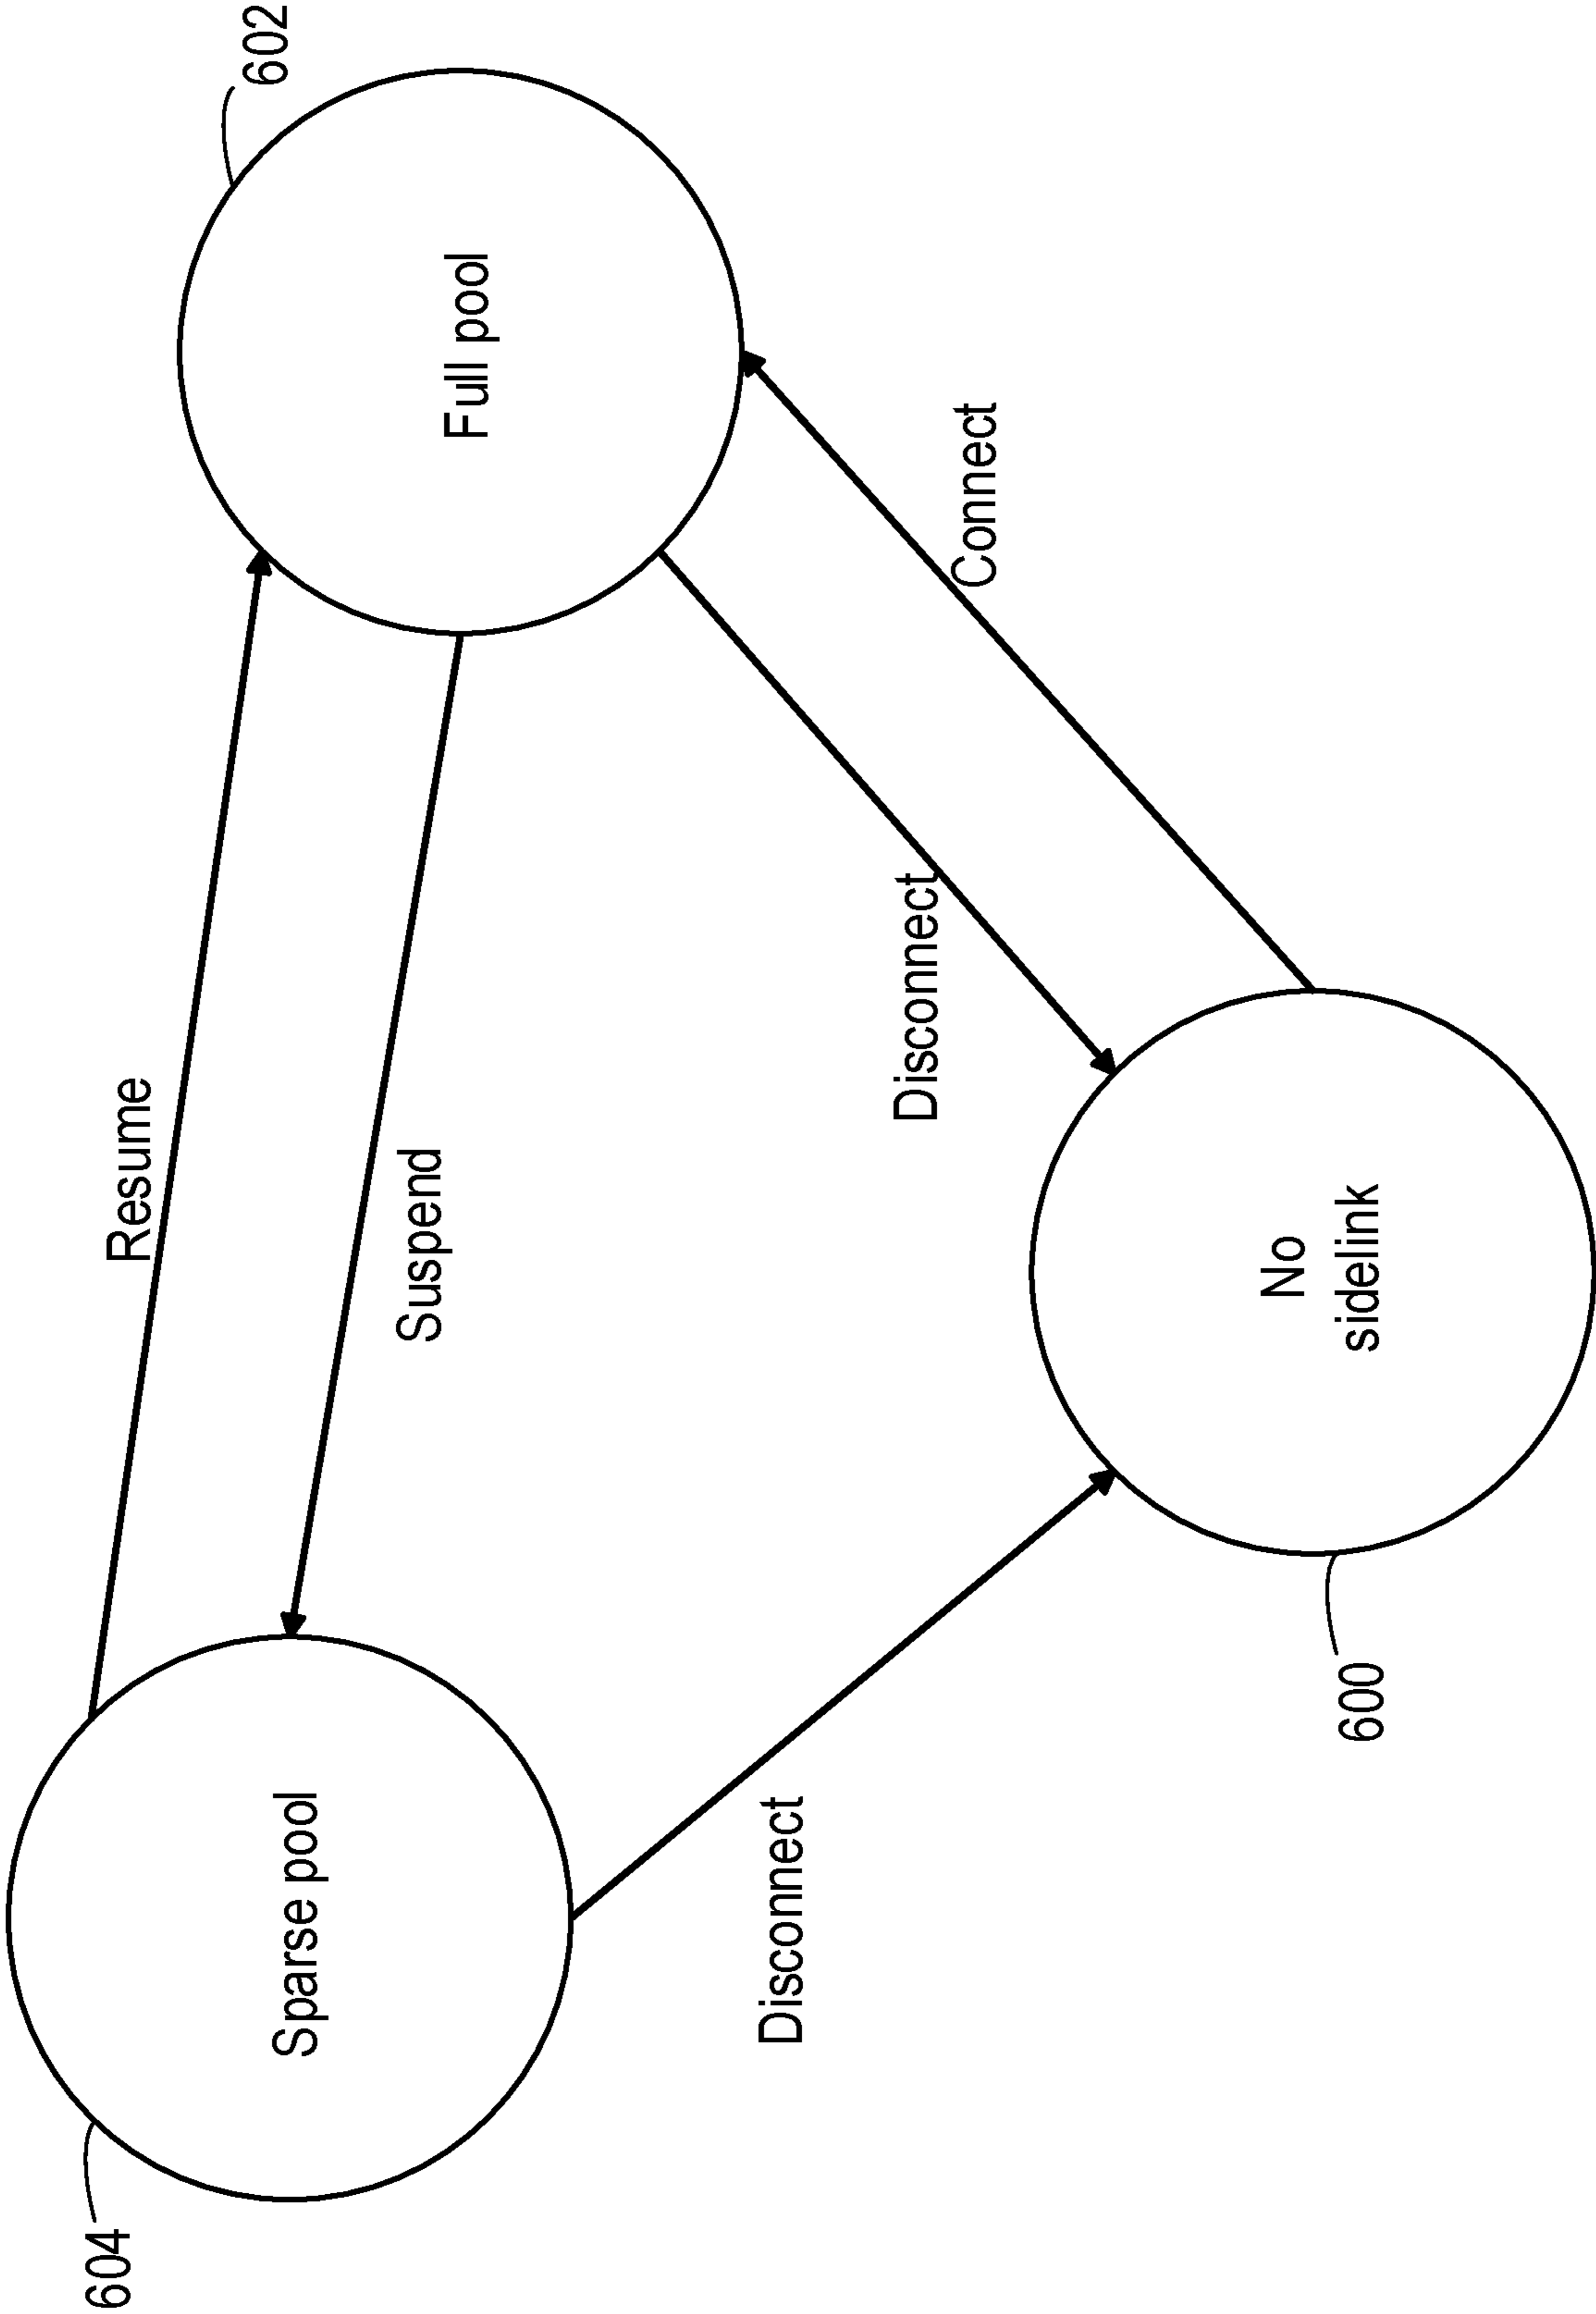 604
Sparse pool
Resume
Suspend
Full pool
602
Disconnect
Disconnect
Connect
No
sidelink
600